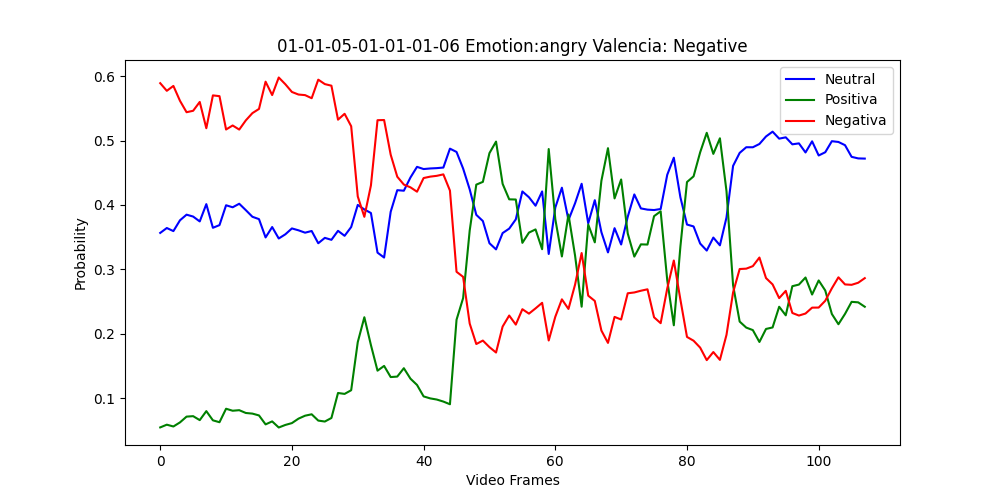 01-01-05-01-01-01-06 Emotion:angry Valencia: Negative
Neutral
Positiva
Negativa
0.6
0.5
0.4
0.3
0.2
0.1
Probability
0 20 40 60 80 100
Video Frames